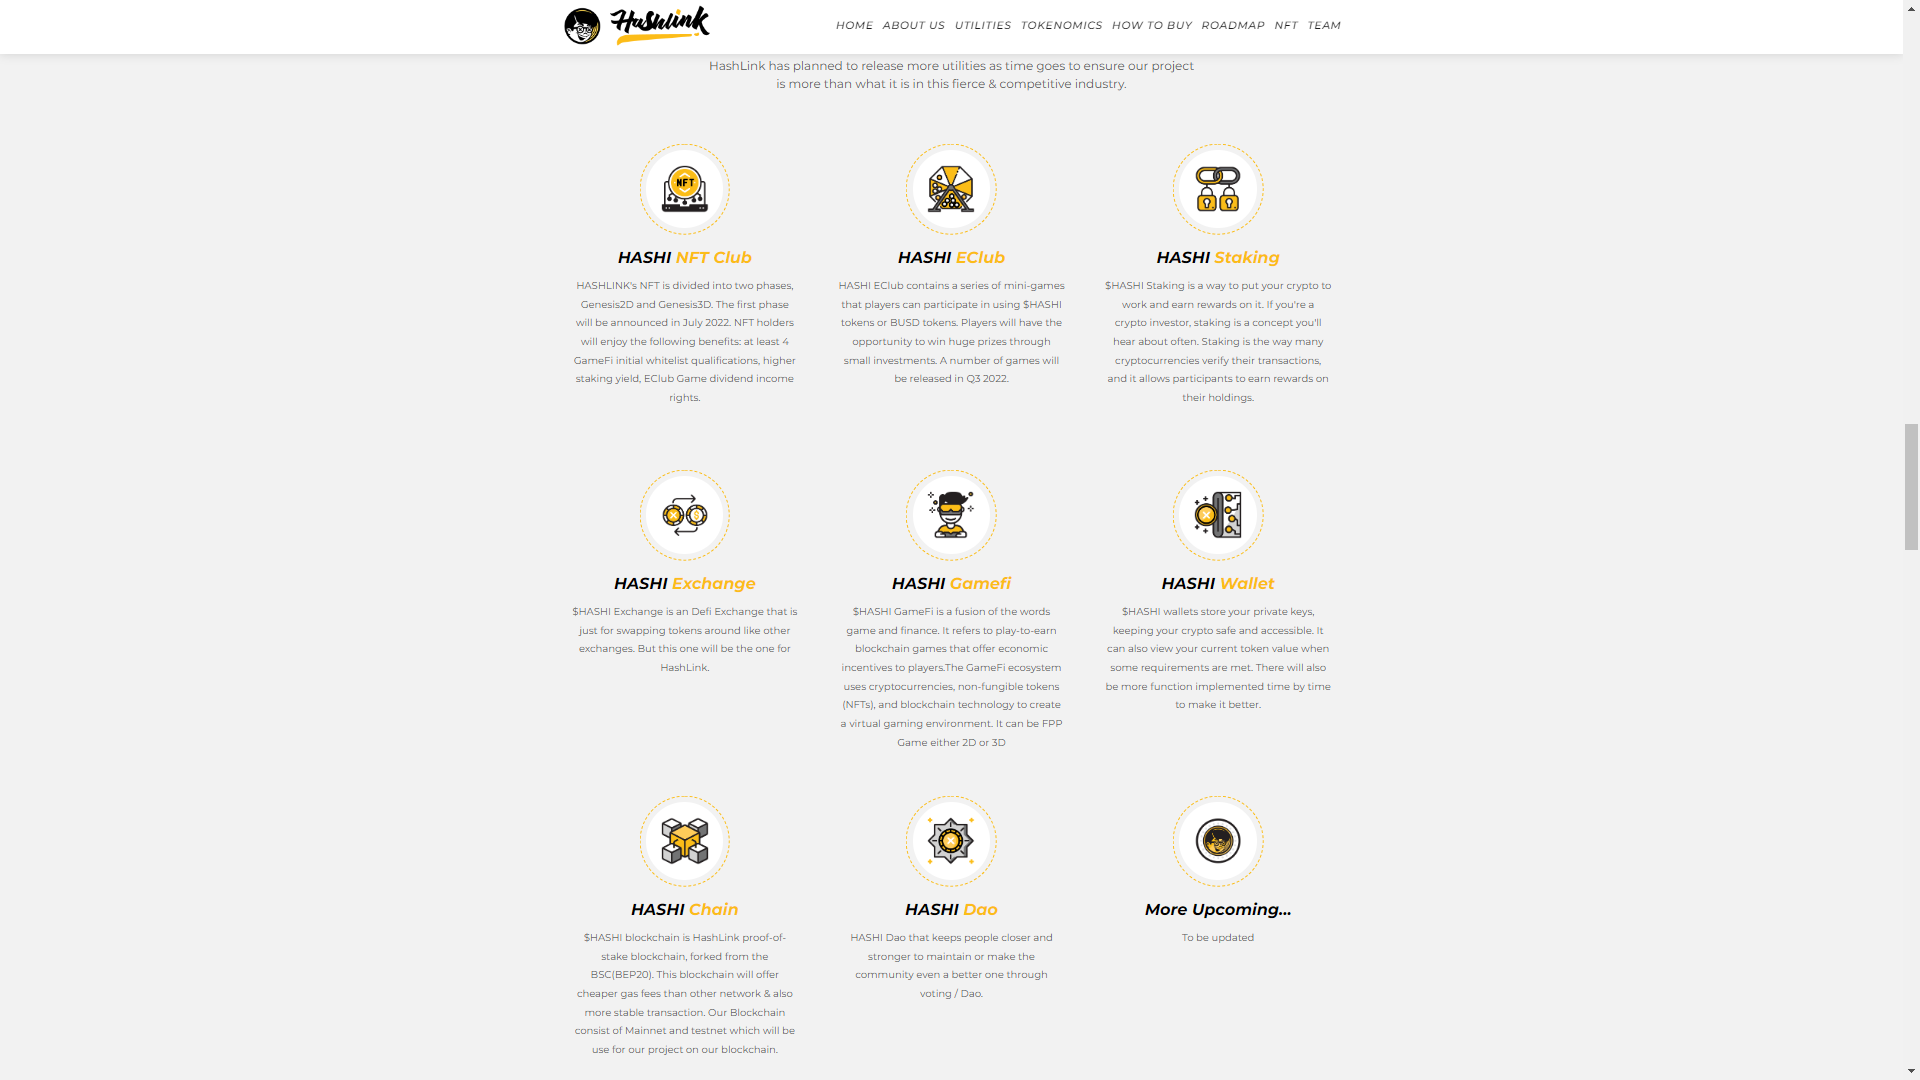 HashLink
HOME ABOUT US UTILITIES TOKENOMICS HOW TO BUY ROADMAP NFT TEAM
HashLink has planned to release more utilities as time goes to ensure our project
is more than what it is in this fierce & competitive industry.
NFT
HASHI NFT Club
HASHLINK's NFT is divided into two phases,
Genesis2D and Genesis3D. The first phase
will be announced in July 2022. NFT holders
will enjoy the following benefits: at least 4
GameFi initial whitelist qualifications, higher
staking yield, EClub Game dividend income
rights.
HASHI EClub
HASHI EClub contains a series of mini-games
that players can participate in using $HASHI
tokens or BUSD tokens. Players will have the
opportunity to win huge prizes through
small investments. A number of games will
be released in Q3 2022.
HASHI Staking
$HASHI Staking is a way to put your crypto to
work and earn rewards on it. If you're a
crypto investor, staking is a concept you'll
hear about often. Staking is the way many
cryptocurrencies verify their transactions,
and it allows participants to earn rewards on
their holdings.
HASHI Exchange
$HASHI Exchange is an Defi Exchange that is
just for swapping tokens around like other
exchanges. But this one will be the one for
HashLink.
HASHI Gamefi
$HASHI GameFi is a fusion of the words
game and finance. It refers to play-to-earn
blockchain games that offer economic
incentives to players.The GameFi ecosystem
uses cryptocurrencies, non-fungible tokens
(NFTs), and blockchain technology to create
a virtual gaming environment. It can be FPP
Game either 2D or 3D
HASHI Wallet
$HASHI wallets store your private keys,
keeping your crypto safe and accessible. It
can also view your current token value when
some requirements are met. There will also
be more function implemented time by time
to make it better.
HASHI Chain
$HASHI blockchain is HashLink proof-of-
stake blockchain, forked from the
BSC(BEP20). This blockchain will offer
cheaper gas fees than other network & also
more stable transaction. Our Blockchain
consist of Mainnet and testnet which will be
use for our project on our blockchain.
HASHI Dao
HASHI Dao that keeps people closer and
stronger to maintain or make the
community even a better one through
voting / Dao.
More Upcoming...
To be updated